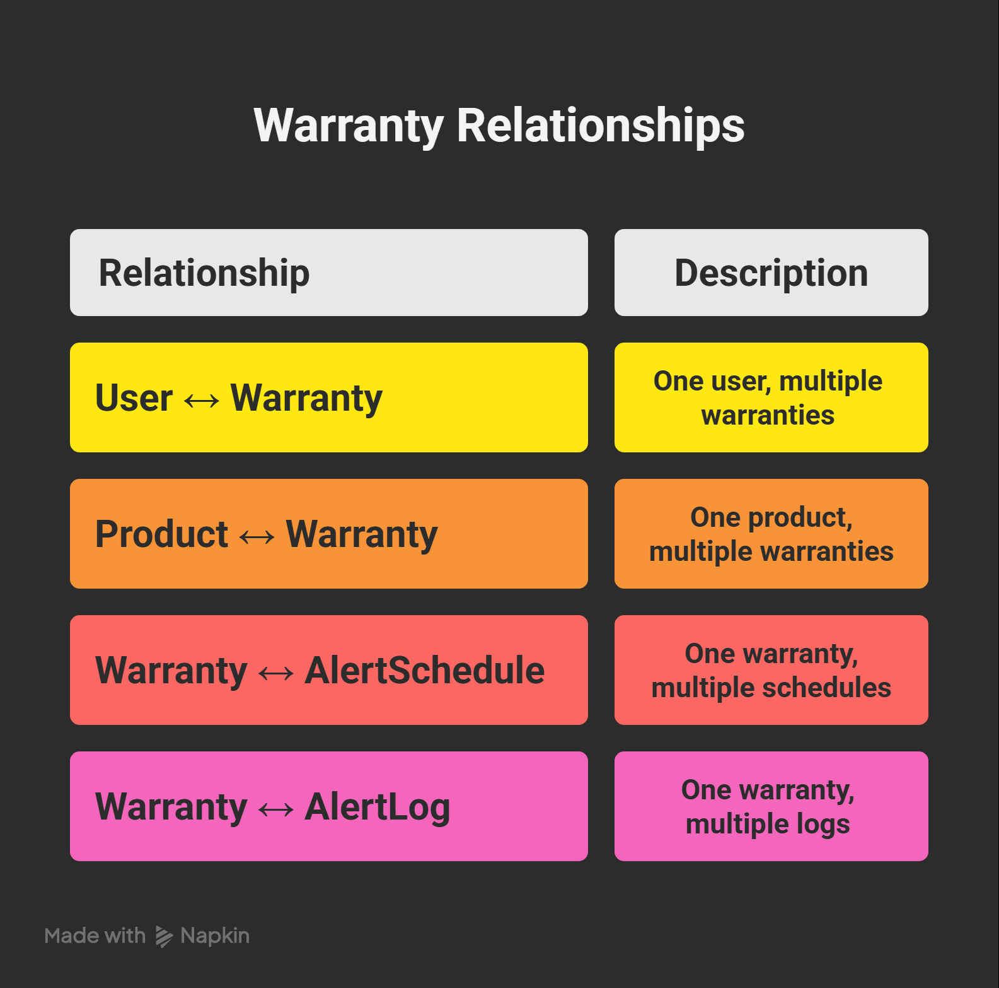 Warranty Relationships
Relationship
Description
User ↔ Warranty
One user, multiple
warranties
Product ↔ Warranty
One product,
multiple warranties
Warranty ↔ AlertSchedule
One warranty,
multiple schedules
Warranty ↔ AlertLog
One warranty,
multiple logs
Made with Napkin